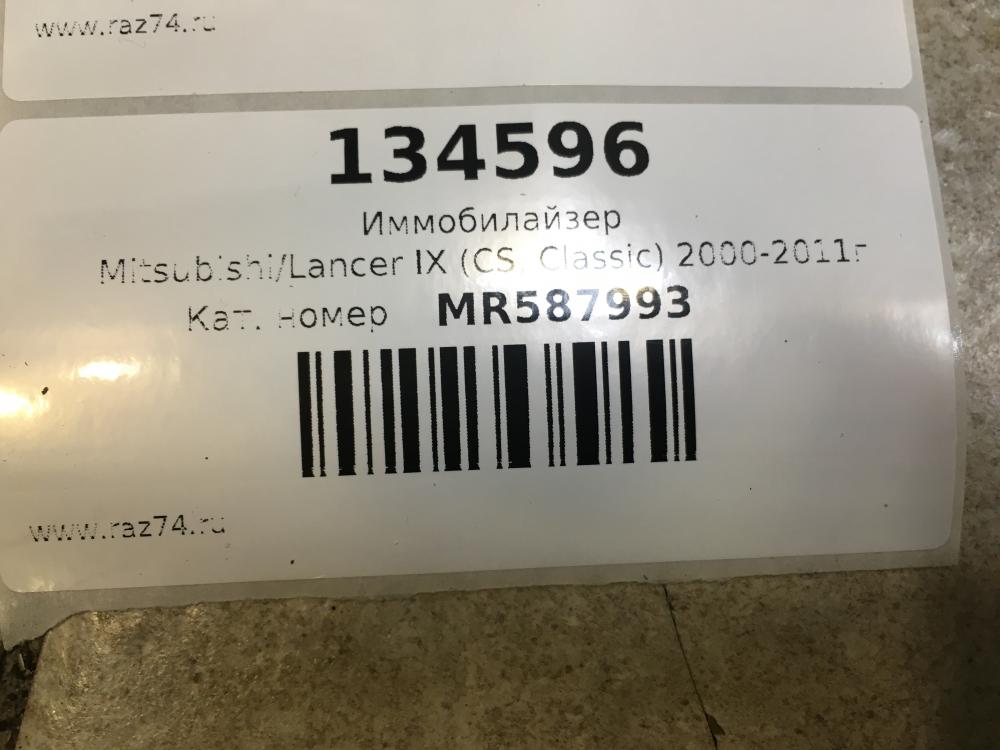 www.raz74.ru
134596
Иммобилайзер
Mitsubishi/Lancer IX (CS, Classic) 2000-2011г
Кат. номер MR587993
www.raz74.ru